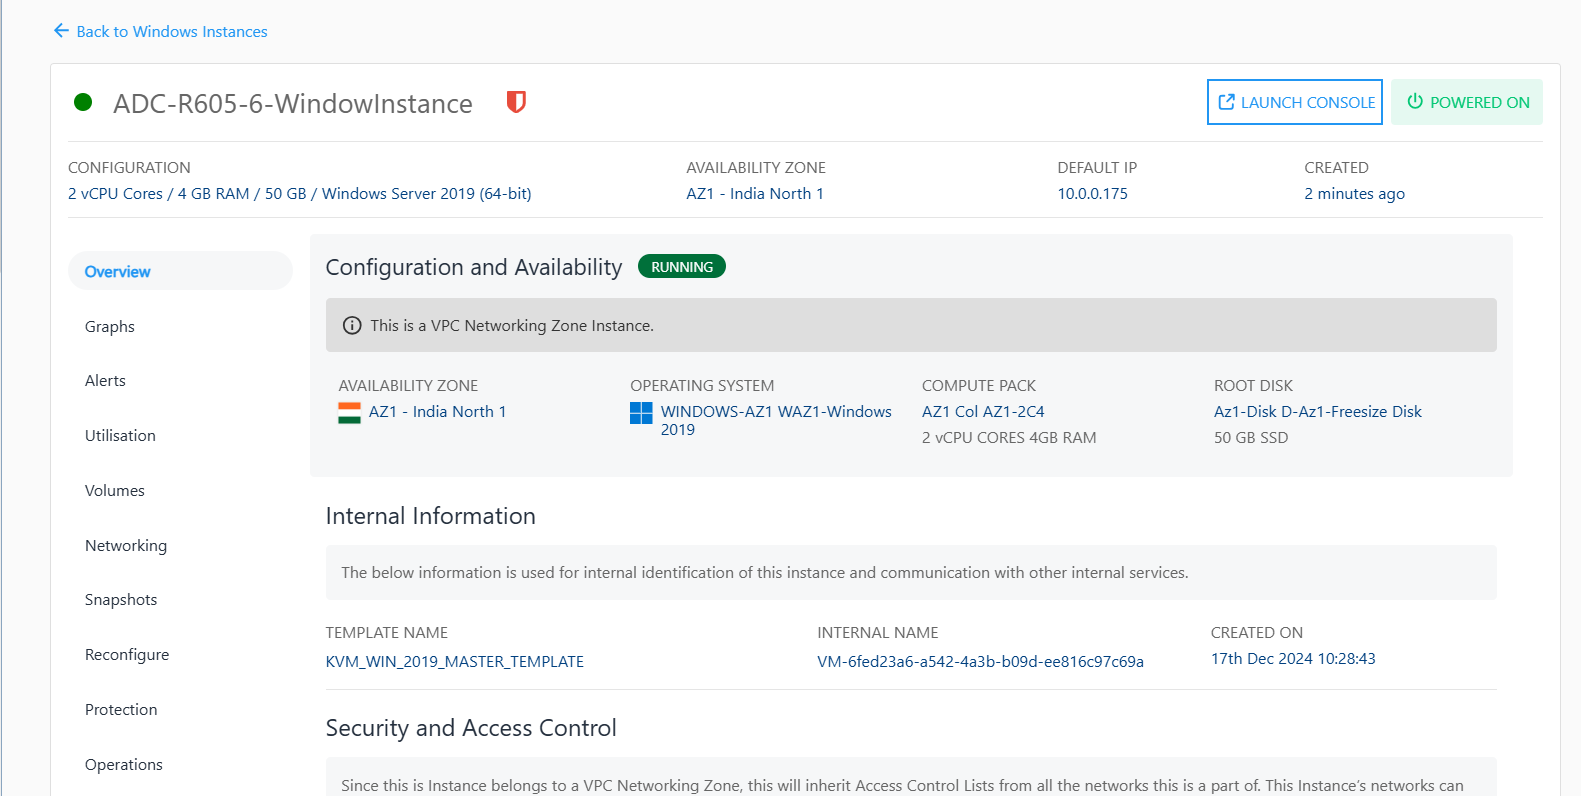 Back to Windows Instances
ADC-R605-6-WindowInstance
LAUNCH CONSOLE
POWERED ON
CONFIGURATION
2 vCPU Cores / 4 GB RAM / 50 GB / Windows Server 2019 (64-bit)
AVAILABILITY ZONE
AZ1 - India North 1
DEFAULT IP
10.0.0.175
CREATED
2 minutes ago
Overview
Graphs
Alerts
Utilisation
Volumes
Networking
Snapshots
Reconfigure
Protection
Operations
Configuration and Availability
RUNNING
This is a VPC Networking Zone Instance.
AVAILABILITY ZONE
AZ1 - India North 1
OPERATING SYSTEM
WINDOWS-AZ1 WAZ1-Windows
2019
COMPUTE PACK
AZ1 Col AZ1-2C4
2 vCPU CORES 4GB RAM
ROOT DISK
Az1-Disk D-Az1-Freesize Disk
50 GB SSD
Internal Information
The below information is used for internal identification of this instance and communication with other internal services.
TEMPLATE NAME
KVM_WIN_2019_MASTER_TEMPLATE
INTERNAL NAME
VM-6fed23a6-a542-4a3b-b09d-ee816c97c69a
CREATED ON
17th Dec 2024 10:28:43
Security and Access Control
Since this is Instance belongs to a VPC Networking Zone, this will inherit Access Control Lists from all the networks this is a part of. This Instance's networks can